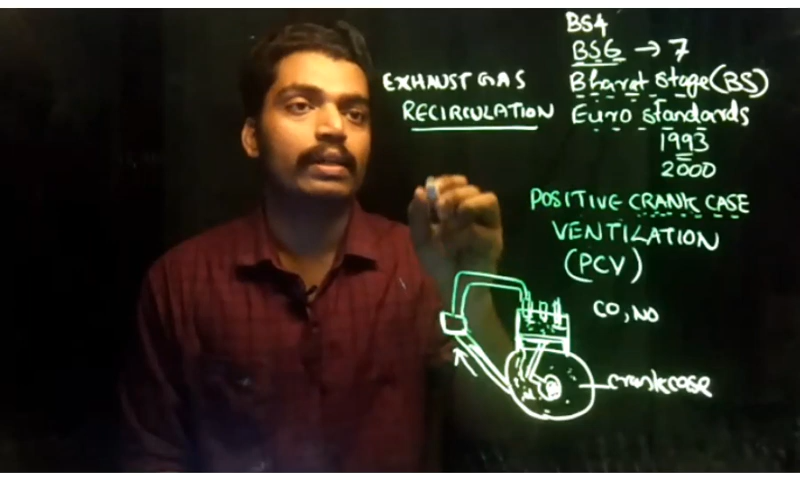 EXHAUST GAS
RECIRCULATION
BS4
BS6 → 7
Bharat stage (BS)
Euro standards
1993
2000
POSITIVE CRANK CASE
VENTILATION
(PCV)
CO, NO
crankcase